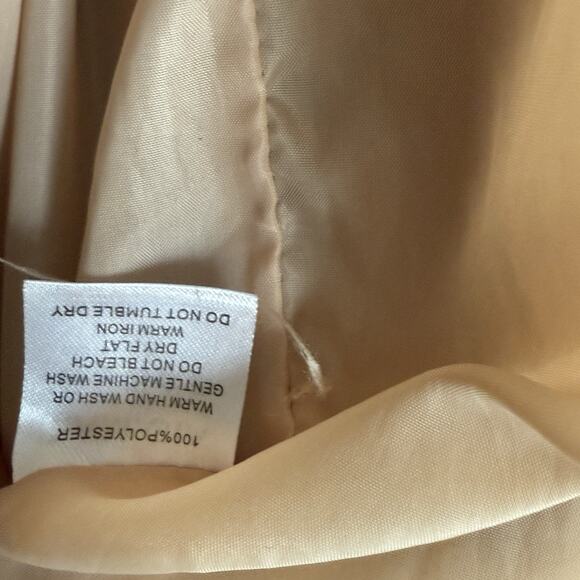 100%POLYESTER
WARM HAND WASH OR
GENTLE MACHINE WASH
DO NOT BLEACH
DRY FLAT
WARM IRON
DO NOT TUMBLE DRY